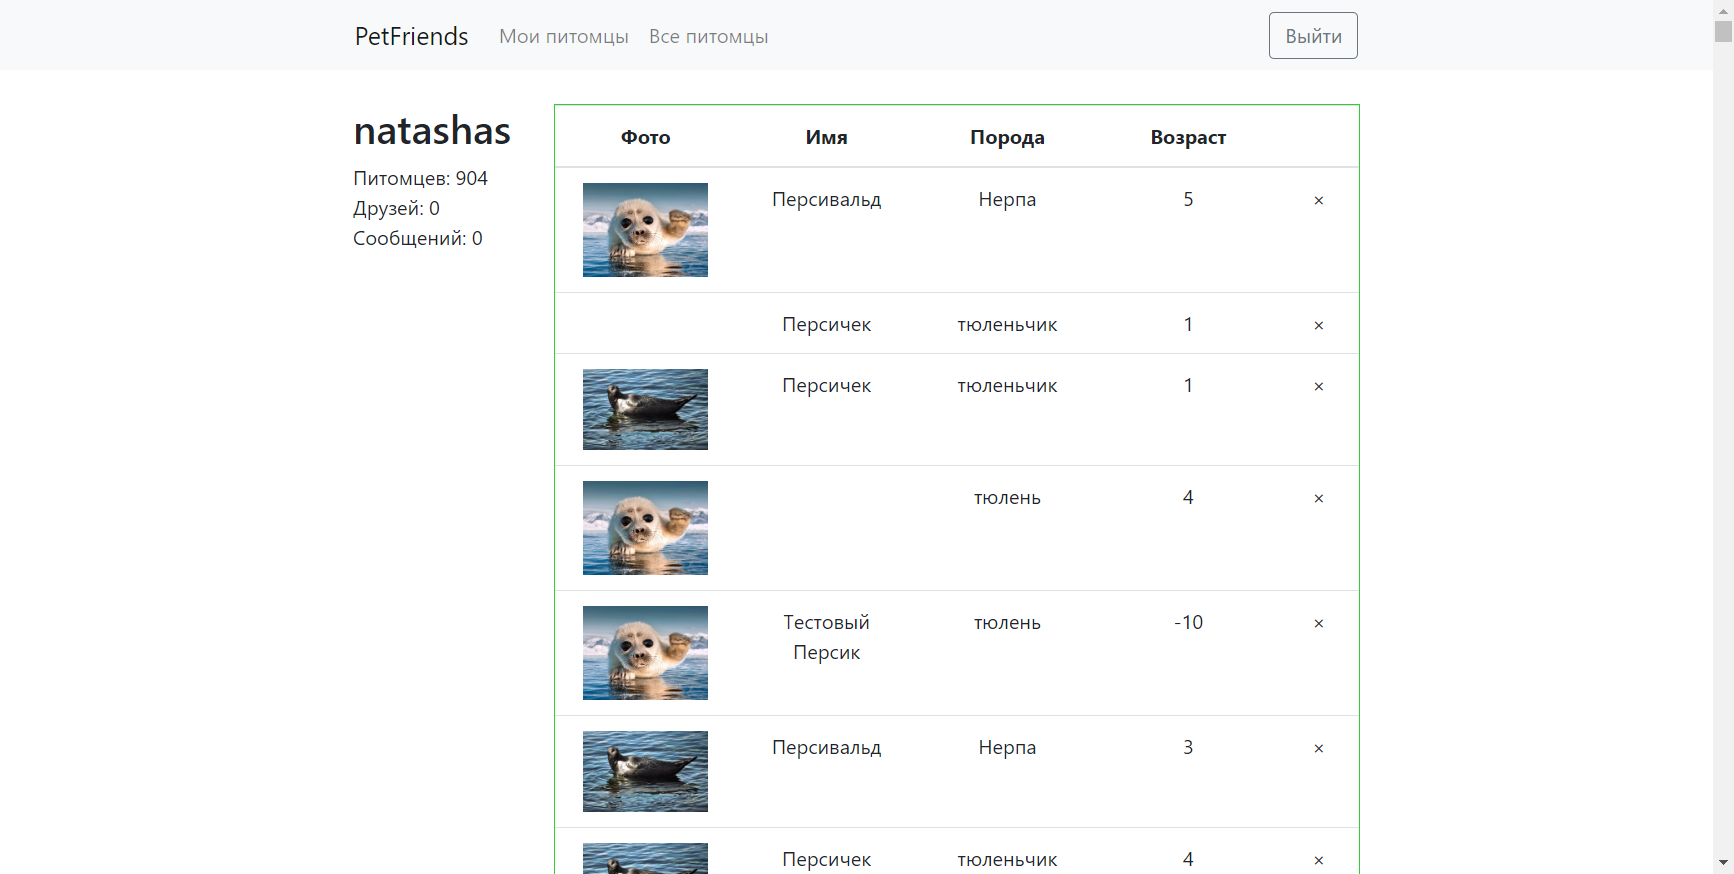 PetFriends Мои питомцы Все питомцы Выйти
natashas
Питомцев: 904
Друзей: 0
Сообщений: 0
Фото Имя Порода Возраст
Персивальд Нерпа 5 ×
Персичек тюленьчик 1 ×
Персичек тюленьчик 1 ×
тюлень 4 ×
Тестовый тюлень -10 ×
Персик
Персивальд Нерпа 3 ×
Персичек тюленьчик 4 ×